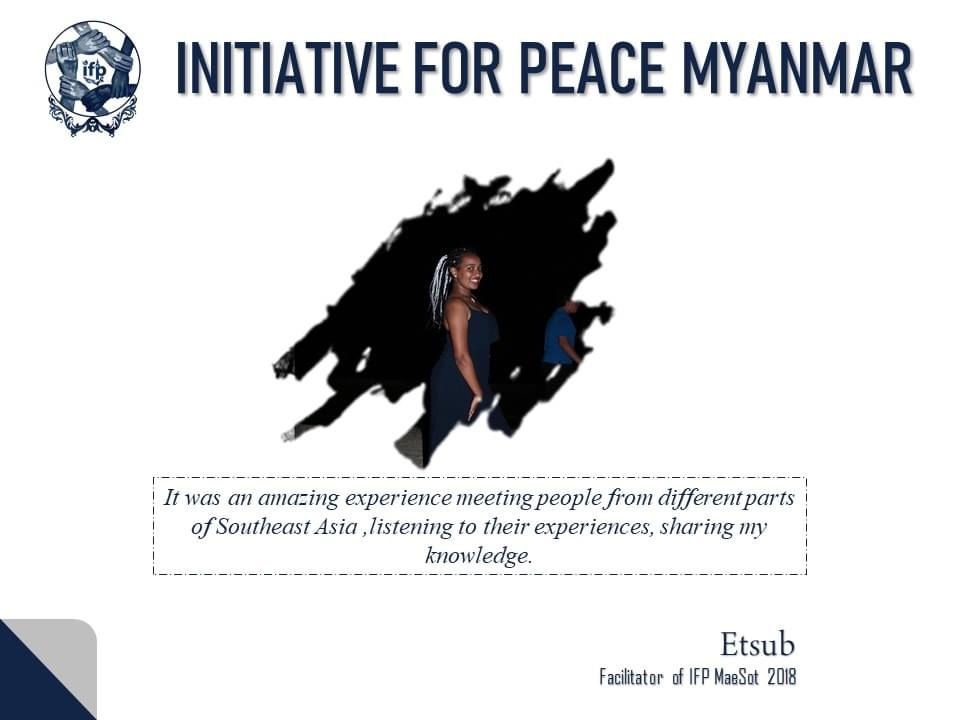 ifp
INITIATIVE FOR PEACE MYANMAR
It was an amazing experience meeting people from different parts
of Southeast Asia ,listening to their experiences, sharing my
knowledge.
Etsub
Facilitator of IFP MaeSot 2018